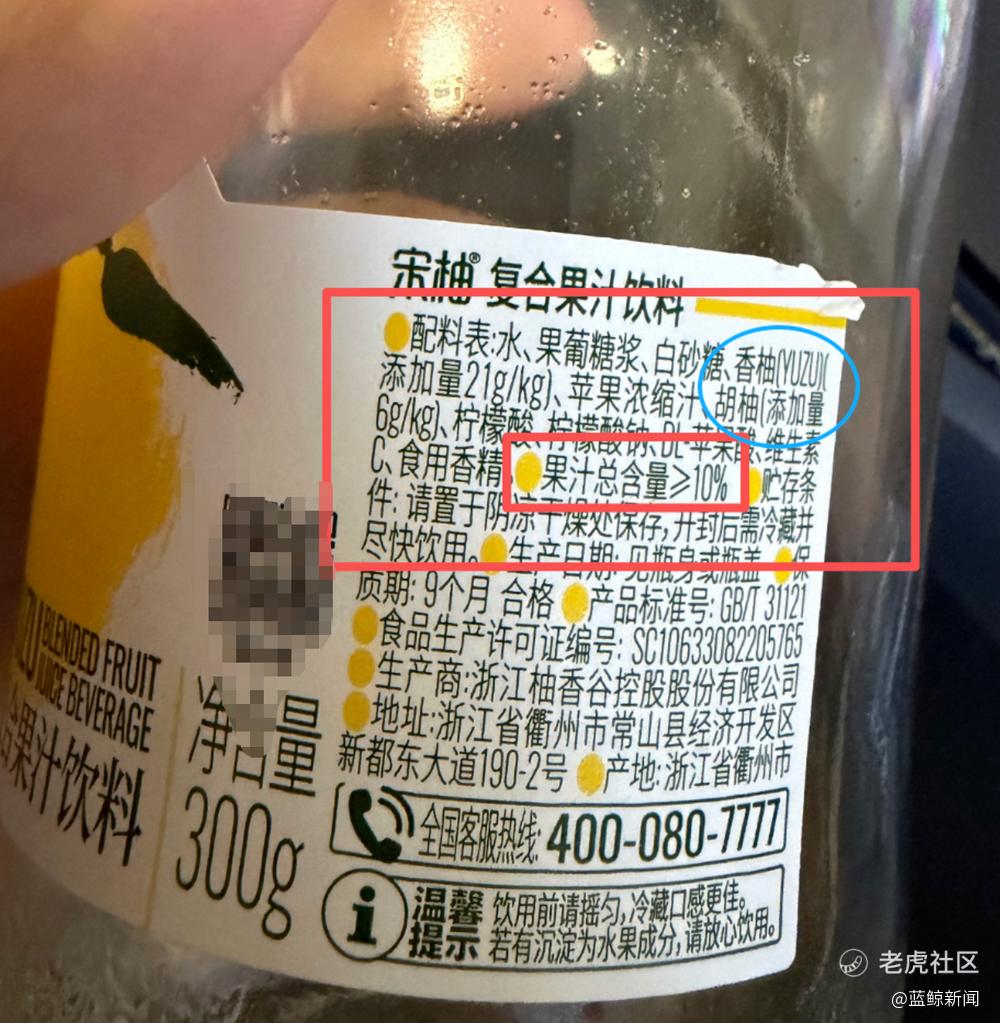 宋柚® 复合果汁饮料
配料表:水、果葡糖浆、白砂糖、香柚(YUZU)(
添加量21g/kg)、苹果浓缩汁、胡柚(添加量
6g/kg)、柠檬酸、柠檬酸钠、DL-苹果酸、维生素
C、食用香精 果汁总含量≥10% 贮存条
件: 请置于阴凉干燥处保存,开封后需冷藏并
尽快饮用。 生产日期: 见瓶身或瓶盖 保
质期: 9个月 合格 产品标准号: GB/T 31121
食品生产许可证编号: SC10633082205765
生产商:浙江柚香谷控股股份有限公司
地址:浙江省衢州市常山县经济开发区
新都东大道190-2号 产地:浙江省衢州市
全国客服热线: 400-080-7777
温馨提示
饮用前请摇匀,冷藏口感更佳。
若有沉淀为水果成分,请放心饮用。
BLENDED FRUIT
JUICE BEVERAGE
果汁饮料
净含量
300g
老虎社区
@蓝鲸新闻